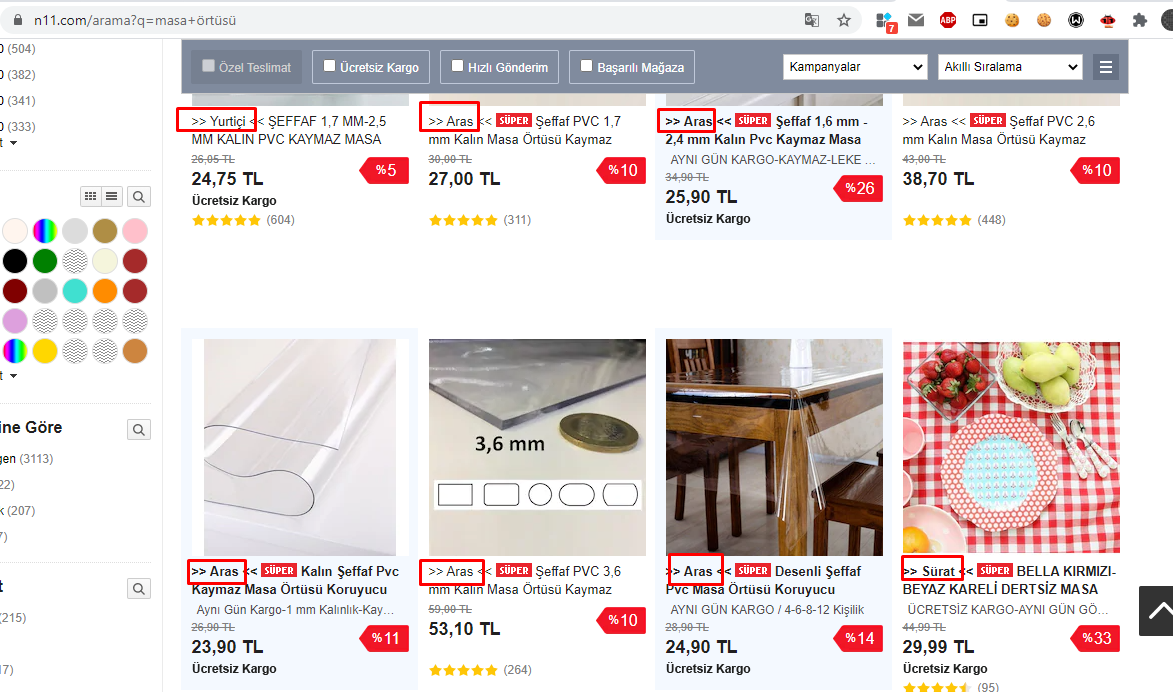 n11.com/arama?q=masa+örtüsü
7
ABP
(504)
(382)
(341)
(333)
Özel Teslimat
Ücretsiz Kargo
Hızlı Gönderim
Başarılı Mağaza
Kampanyalar
Akıllı Sıralama
>> Yurtiçi << ŞEFFAF 1,7 MM-2,5
MM KALIN PVC KAYMAZ MASA
26,05 TL
24,75 TL
%5
Ücretsiz Kargo
(604)
>> Aras << SÜPER Şeffaf PVC 1,7
mm Kalın Masa Örtüsü Kaymaz
30,00 TL
27,00 TL
%10
(311)
>> Aras << SÜPER Şeffaf 1,6 mm -
2,4 mm Kalın Pvc Kaymaz Masa
AYNI GÜN KARGO-KAYMAZ-LEKE ...
34,90 TL
25,90 TL
%26
Ücretsiz Kargo
>> Aras << SÜPER Şeffaf PVC 2,6
mm Kalın Masa Örtüsü Kaymaz
43,00 TL
38,70 TL
%10
(448)
ine Göre
gen (3113)
22)
k (207)
7)
t
(215)
17)
3,6 mm
>> Aras << SÜPER Kalın Şeffaf Pvc
Kaymaz Masa Örtüsü Koruyucu
Aynı Gün Kargo-1 mm Kalınlık-Kay...
26,90 TL
23,90 TL
%11
Ücretsiz Kargo
>> Aras << SÜPER Şeffaf PVC 3,6
mm Kalın Masa Örtüsü Kaymaz
59,00 TL
53,10 TL
%10
(264)
>> Aras << SÜPER Desenli Şeffaf
Pvc Masa Örtüsü Koruyucu
AYNI GÜN KARGO / 4-6-8-12 Kişilik
28,90 TL
24,90 TL
%14
Ücretsiz Kargo
>> Sürat << SÜPER BELLA KIRMIZI-
BEYAZ KARELİ DERTSİZ MASA
ÜCRETSİZ KARGO-AYNI GÜN GÖ...
44,99 TL
29,99 TL
%33
Ücretsiz Kargo
(95)